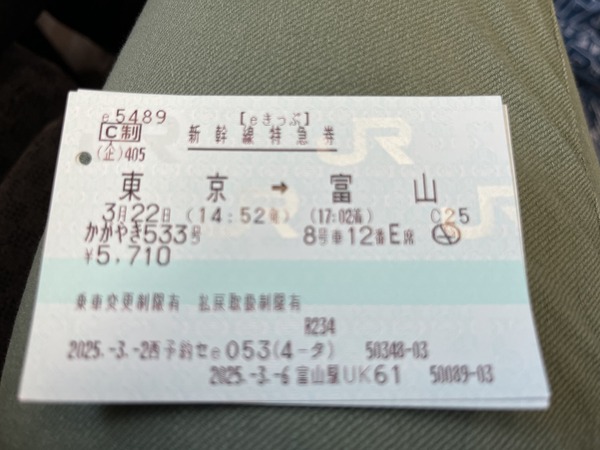 e5489 [eきっぷ]
C制 新幹線特急券
(企)405
東 京 → 富 山
3月22日 (14:52発) (17:02着) C25
かがやき533号 8号車12番E席
¥5,710
乗車変更制限有 払戻取扱制限有
R234
2025.-3.-2西予約セe053(4-タ) 50348-03
2025.-3.-6富山駅UK61 50089-03
JR